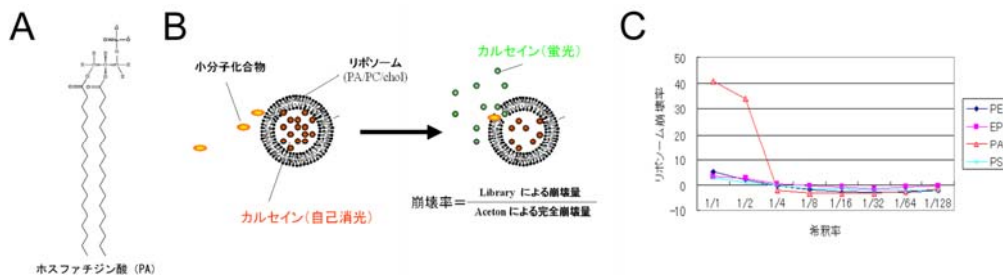 A
ホスファチジン酸 (PA)
B
小分子化合物
リポソーム
(PA/PC/chol)
カルセイン(自己消光)
カルセイン(蛍光)
崩壊率=
Library による崩壊量
Aceton による完全崩壊量
C
リポソーム崩壊率
50
40
30
20
10
0
-10
1/1 1/2 1/4 1/8 1/16 1/32 1/64 1/128
希釈率
PE
EP
PA
PS